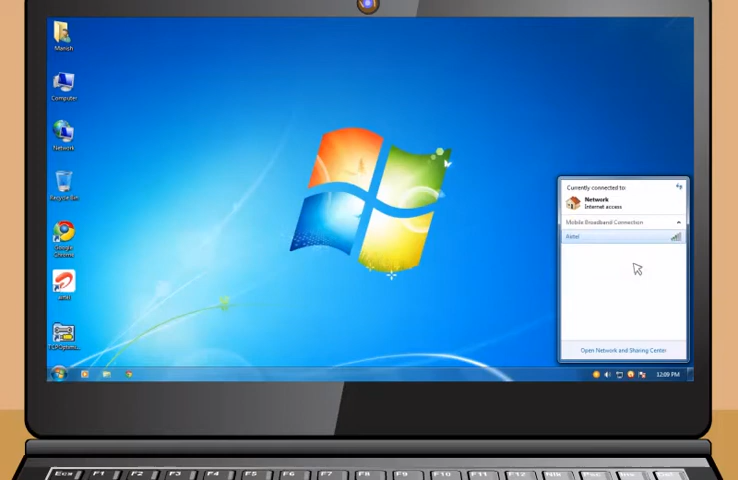 Manish
Computer
Network
Recycle Bin
Google
Chrome
airtel
TCPOptimi...
Currently connected to:
Network
Internet access
Mobile Broadband Connection
Airtel
Open Network and Sharing Center
12:09 PM
Esc F1 F2 F3 F4 F5 F6 F7 F8 F9 F10 F11 F12